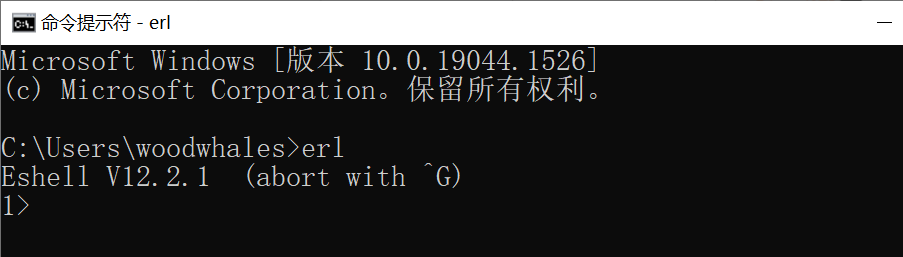 命令提示符 - erl
Microsoft Windows [版本 10.0.19044.1526]
(c) Microsoft Corporation。保留所有权利。
C:\Users\woodwhales>erl
Eshell V12.2.1  (abort with ^G)
1>